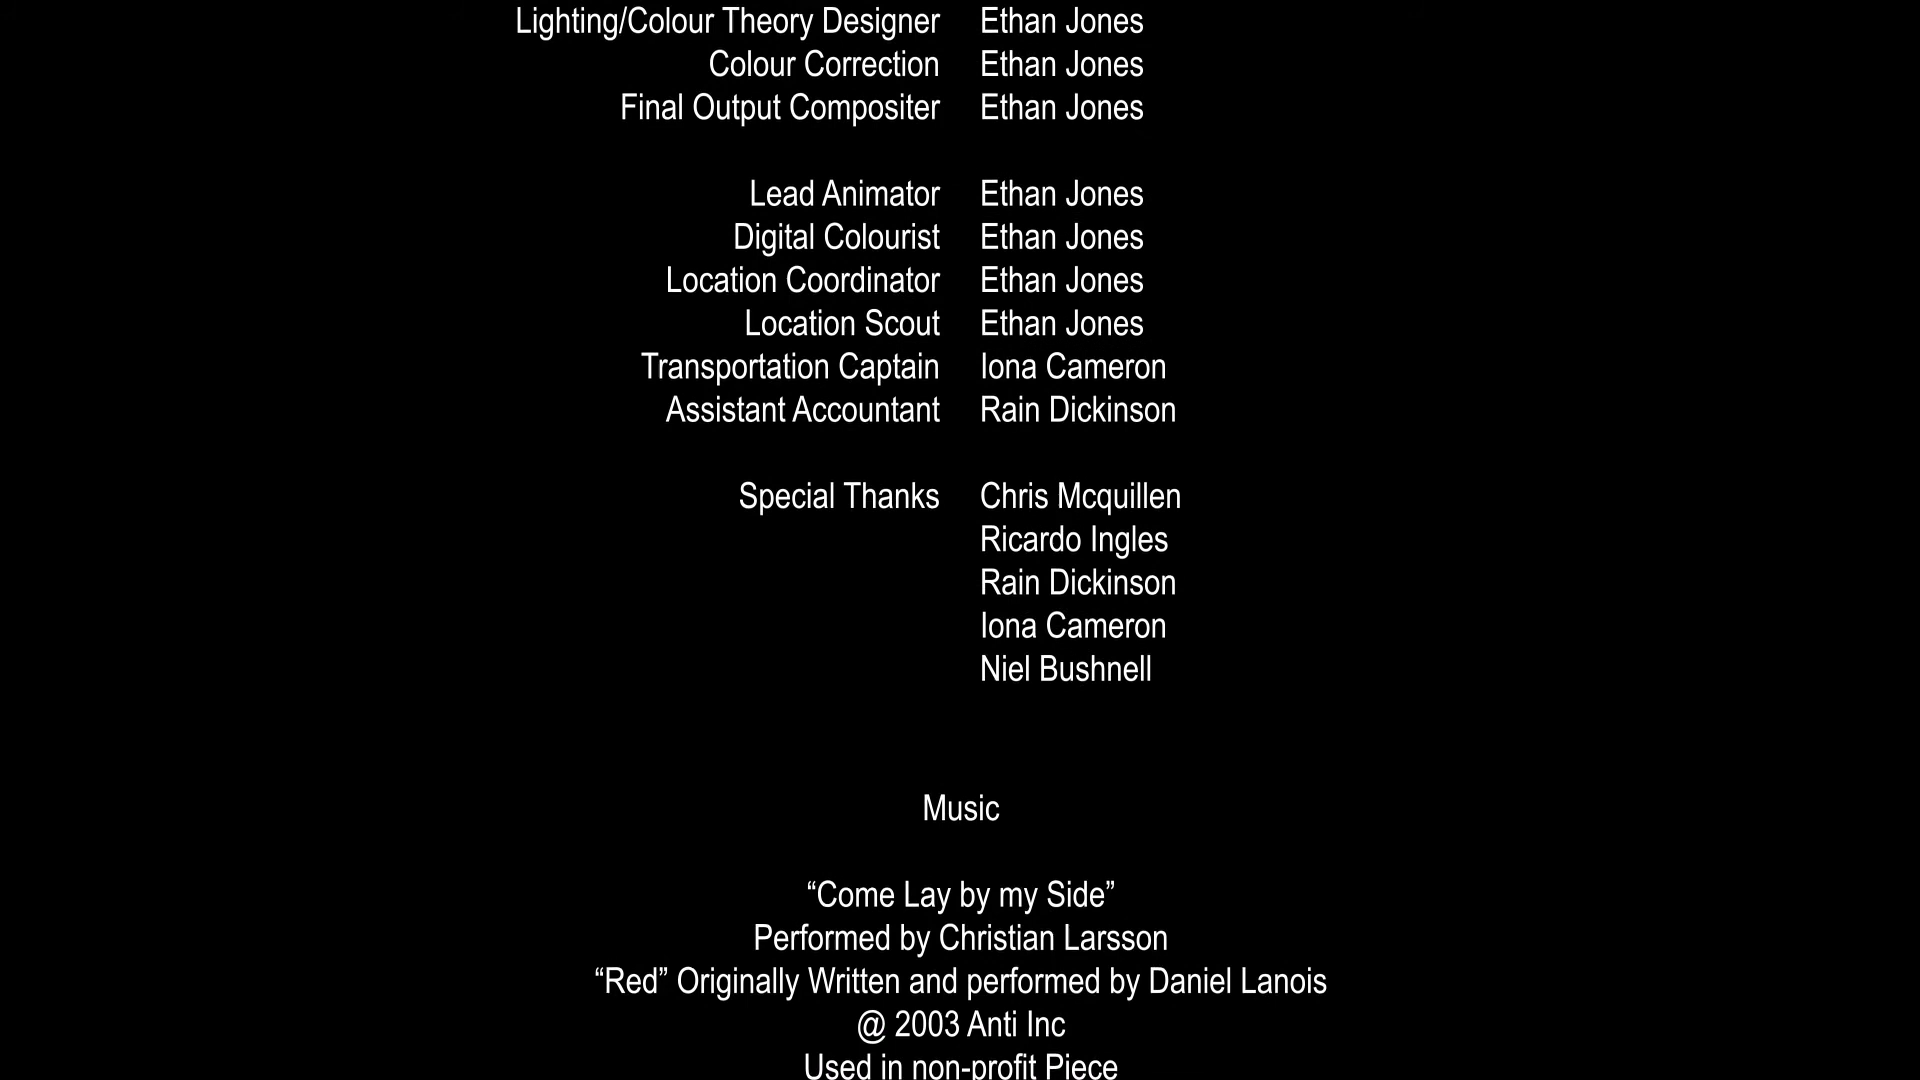 Lighting/Colour Theory Designer Ethan Jones
Colour Correction Ethan Jones
Final Output Compositer Ethan Jones
Lead Animator Ethan Jones
Digital Colourist Ethan Jones
Location Coordinator Ethan Jones
Location Scout Ethan Jones
Transportation Captain Iona Cameron
Assistant Accountant Rain Dickinson
Special Thanks Chris Mcquillen
Ricardo Ingles
Rain Dickinson
Iona Cameron
Niel Bushnell
Music
“Come Lay by my Side”
Performed by Christian Larsson
“Red” Originally Written and performed by Daniel Lanois
@ 2003 Anti Inc
Used in non-profit Piece